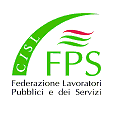 CISL
FPS
Federazione Lavoratori
Pubblici e dei Servizi